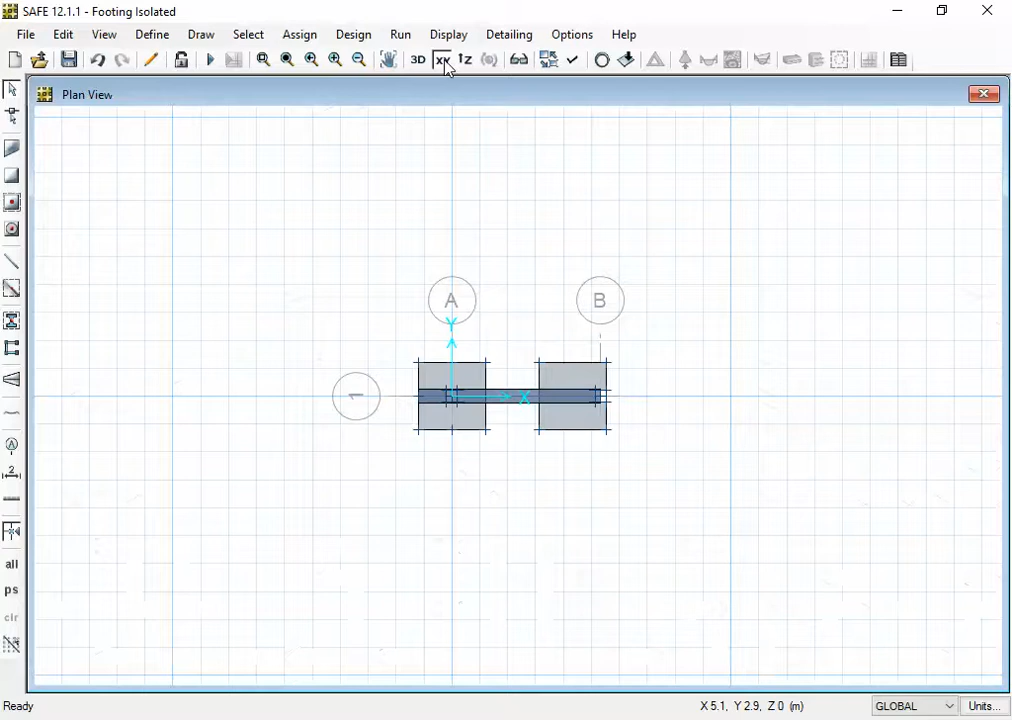 SAFE 12.1.1 - Footing Isolated
File Edit View Define Draw Select Assign Design Run Display Detailing Options Help
3D xy
Plan View
A B
Y
X
1
A
2
all
ps
clr
Ready X 5.1, Y 2.9, Z 0 (m) GLOBAL Units...